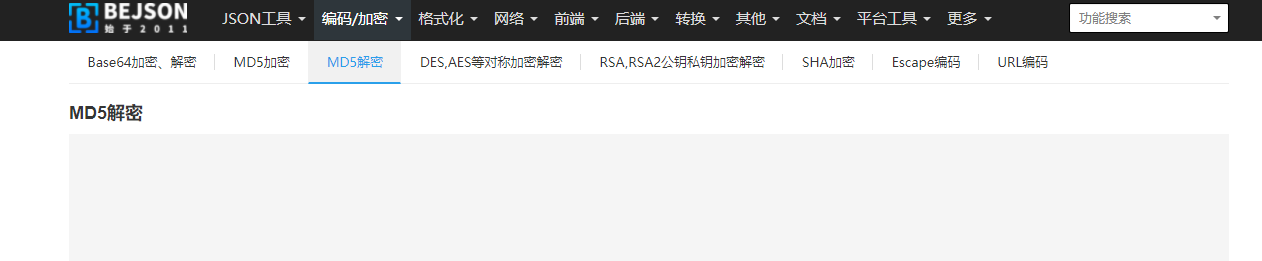 BEJSON JSON工具 编码/加密 格式化 网络 前端 后端 转换 其他 文档 平台工具 更多 功能搜索
始于2011
Base64加密、解密 MD5加密 MD5解密 DES,AES等对称加密解密 RSA,RSA2公钥私钥加密解密 SHA加密 Escape编码 URL编码
MD5解密